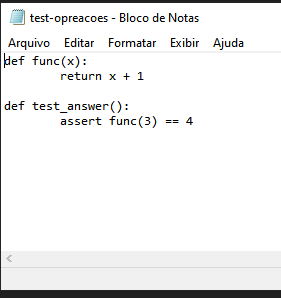 test-opreacoes - Bloco de Notas
Arquivo Editar Formatar Exibir Ajuda
def func(x):
        return x + 1

def test_answer():
        assert func(3) == 4